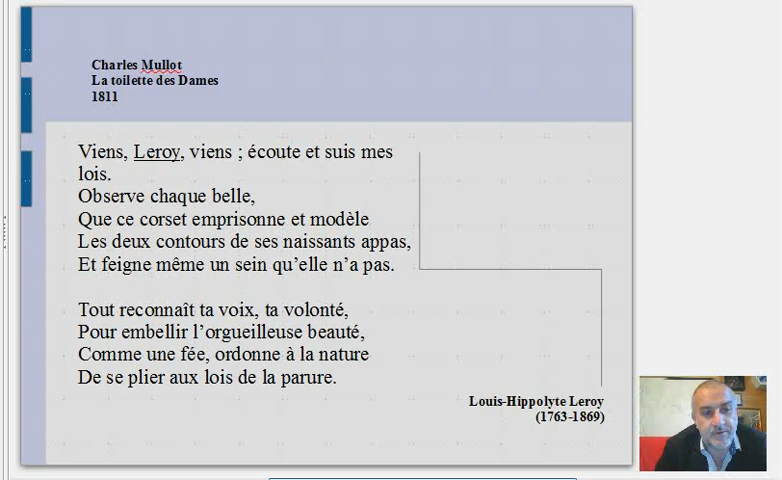 Charles Mullot
La toilette des Dames
1811
Viens, Leroy, viens ; écoute et suis mes
lois.
Observe chaque belle,
Que ce corset emprisonne et modèle
Les deux contours de ses naissants appas,
Et feigne même un sein qu’elle n’a pas.
Tout reconnaît ta voix, ta volonté,
Pour embellir l’orgueilleuse beauté,
Comme une fée, ordonne à la nature
De se plier aux lois de la parure.
Louis-Hippolyte Leroy
(1763-1869)